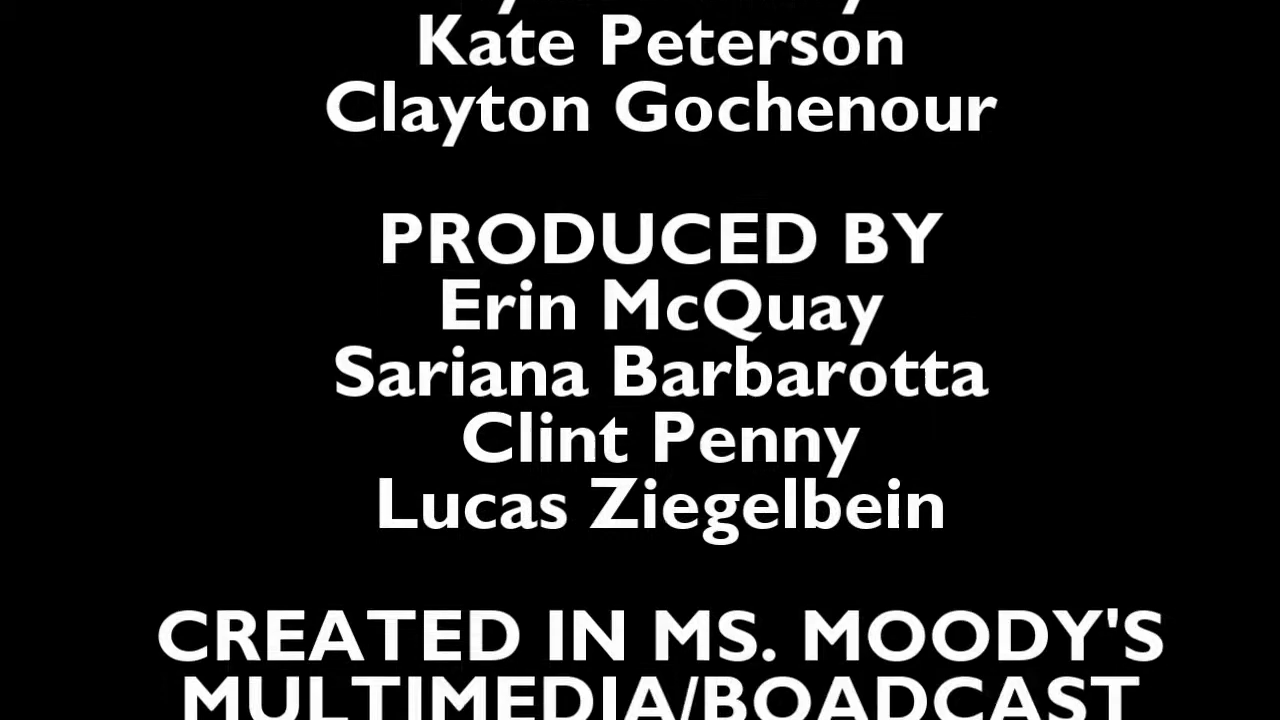 Kate Peterson
Clayton Gochenour
PRODUCED BY
Erin McQuay
Sariana Barbarotta
Clint Penny
Lucas Ziegelbein
CREATED IN MS. MOODY'S
MULTIMEDIA/BOADCAST